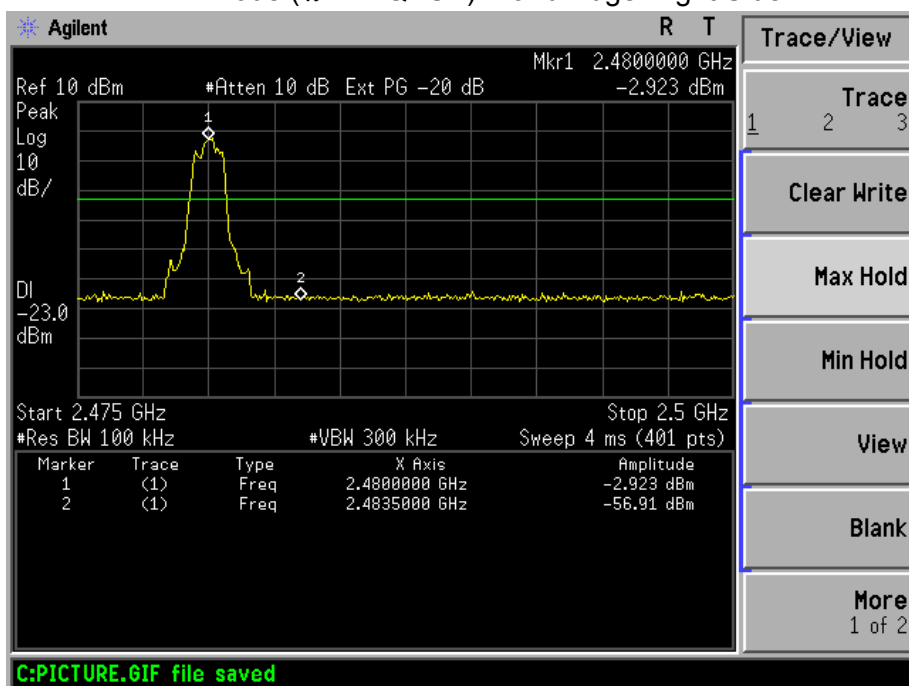 Agilent R T
Mkr1 2.4800000 GHz
Ref 10 dBm #Atten 10 dB Ext PG -20 dB -2.923 dBm
Peak
Log
10
dB/
1
2
DI
-23.0
dBm
Start 2.475 GHz Stop 2.5 GHz
#Res BW 100 kHz #VBW 300 kHz Sweep 4 ms (401 pts)
Marker Trace Type X Axis Amplitude
1 (1) Freq 2.4800000 GHz -2.923 dBm
2 (1) Freq 2.4835000 GHz -56.91 dBm
C:PICTURE.GIF file saved
Trace/View
Trace
1 2 3
Clear Write
Max Hold
Min Hold
View
Blank
More
1 of 2